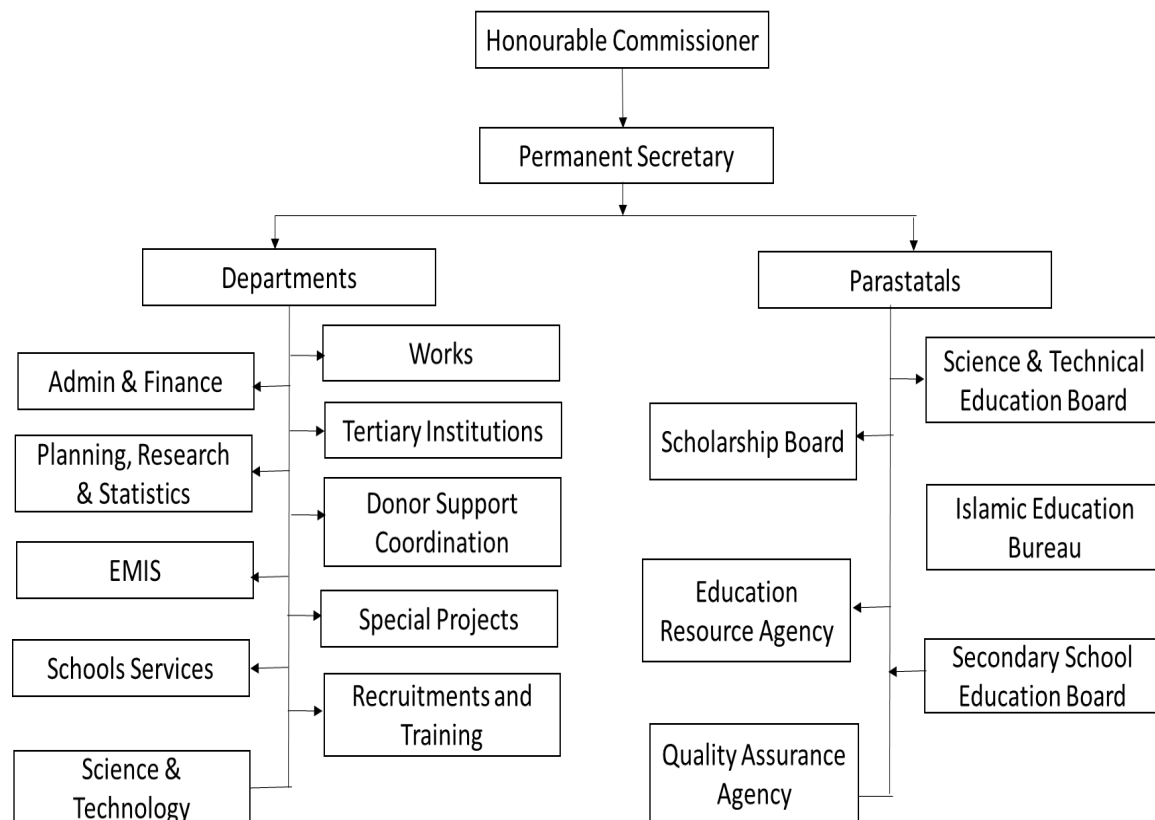 Honourable Commissioner
Permanent Secretary
Departments
Parastatals
Works
Admin & Finance
Tertiary Institutions
Planning, Research
& Statistics
Donor Support
Coordination
EMIS
Special Projects
Schools Services
Recruitments and
Training
Science &
Technology
Science & Technical
Education Board
Scholarship Board
Islamic Education
Bureau
Education
Resource Agency
Secondary School
Education Board
Quality Assurance
Agency